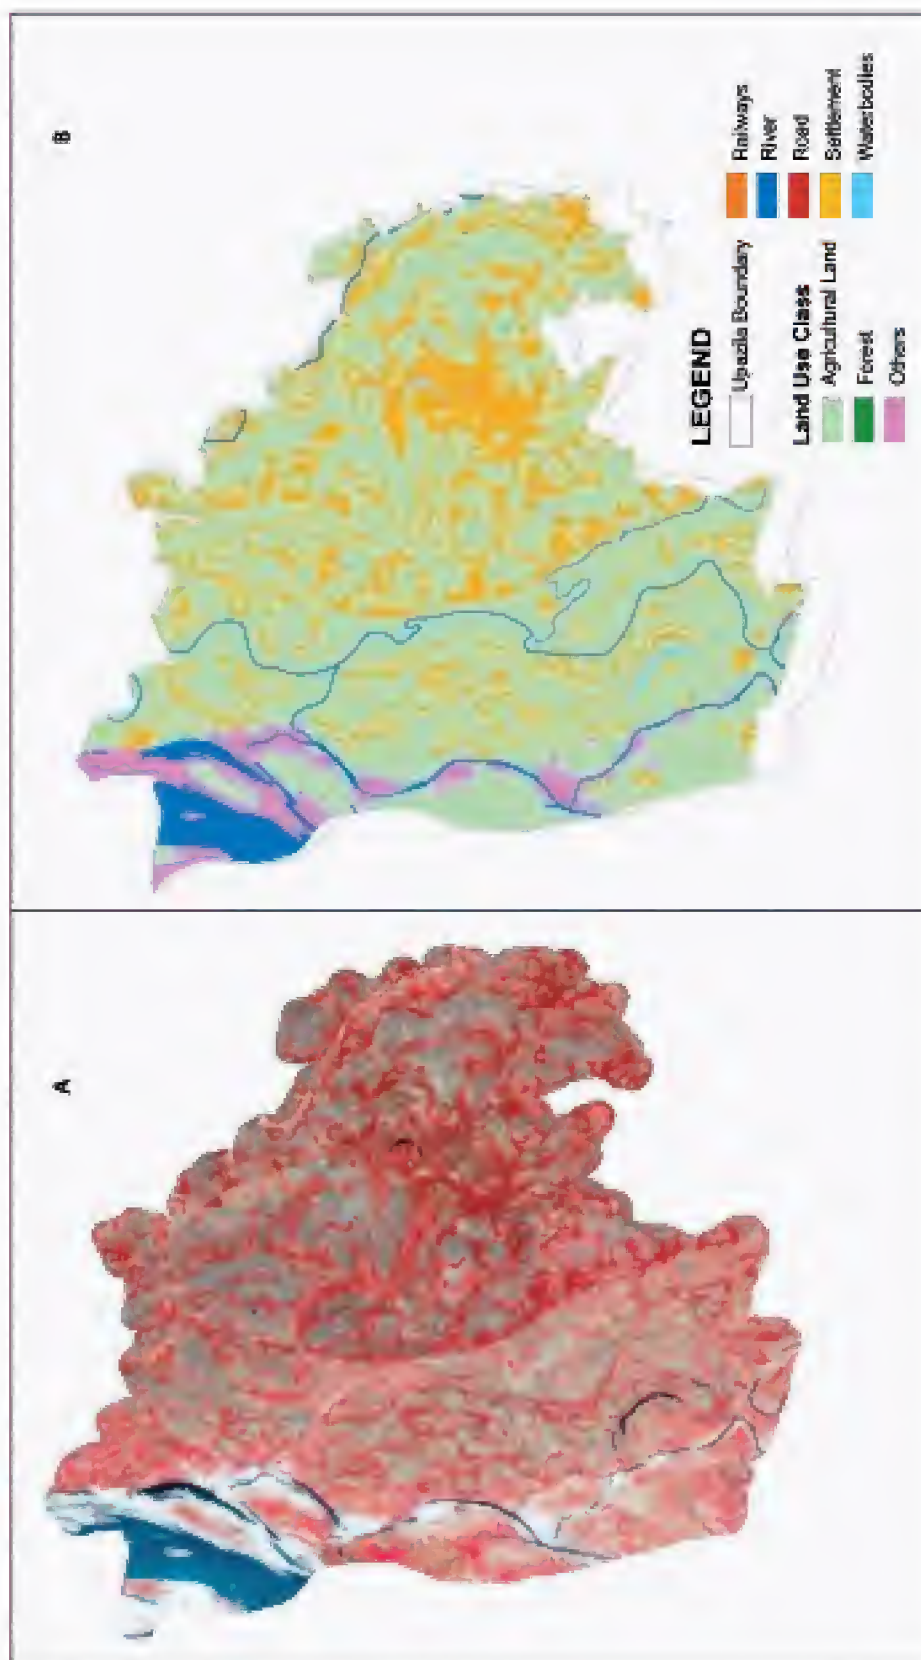 A
B
LEGEND
Upazila Boundary
Land Use Class
Agricultural Land
Forest
Others
Railways
River
Road
Settlement
Waterbodies